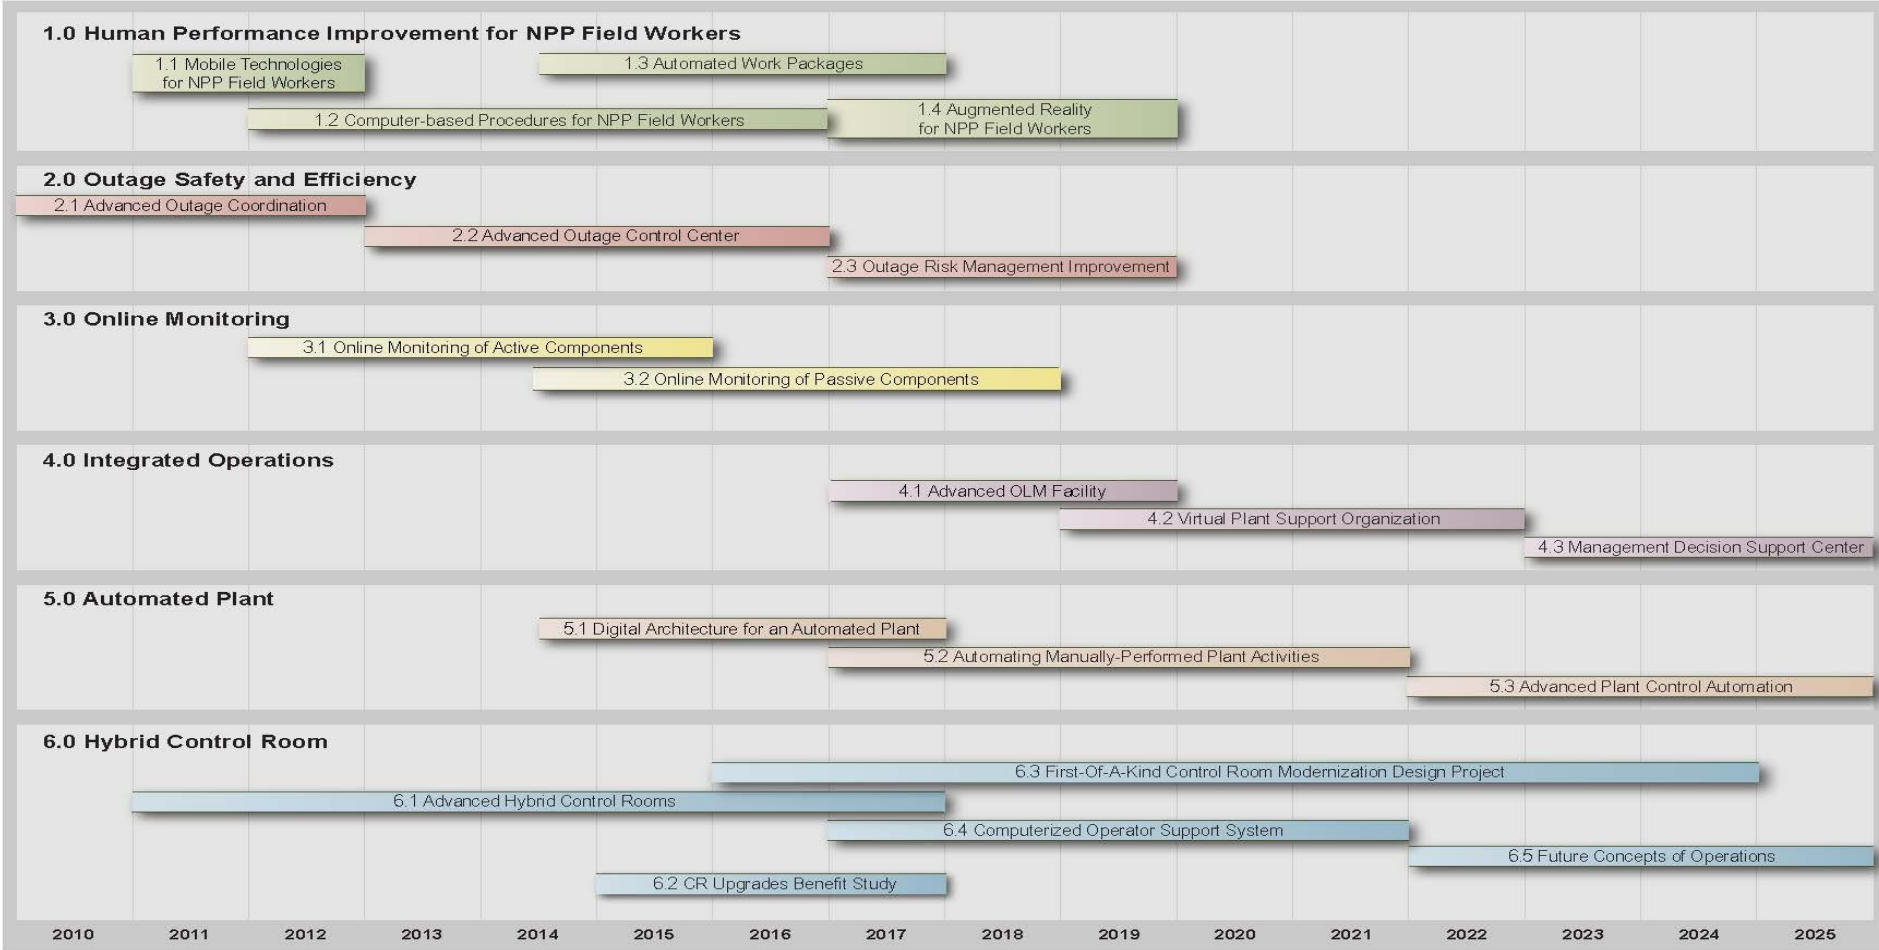 1.0 Human Performance Improvement for NPP Field Workers
1.1 Mobile Technologies
for NPP Field Workers
1.3 Automated Work Packages
1.2 Computer-based Procedures for NPP Field Workers
1.4 Augmented Reality
for NPP Field Workers
2.0 Outage Safety and Efficiency
2.1 Advanced Outage Coordination
2.2 Advanced Outage Control Center
2.3 Outage Risk Management Improvement
3.0 Online Monitoring
3.1 Online Monitoring of Active Components
3.2 Online Monitoring of Passive Components
4.0 Integrated Operations
4.1 Advanced OLM Facility
4.2 Virtual Plant Support Organization
4.3 Management Decision Support Center
5.0 Automated Plant
5.1 Digital Architecture for an Automated Plant
5.2 Automating Manually-Performed Plant Activities
5.3 Advanced Plant Control Automation
6.0 Hybrid Control Room
6.3 First-Of-A-Kind Control Room Modernization Design Project
6.1 Advanced Hybrid Control Rooms
6.4 Computerized Operator Support System
6.5 Future Concepts of Operations
6.2 CR Upgrades Benefit Study
2010 2011 2012 2013 2014 2015 2016 2017 2018 2019 2020 2021 2022 2023 2024 2025